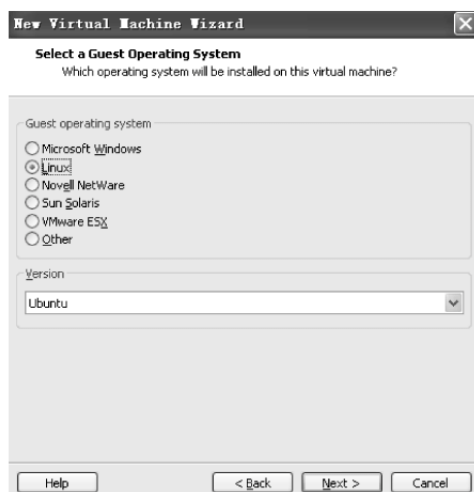 New Virtual Machine Wizard
Select a Guest Operating System
Which operating system will be installed on this virtual machine?
Guest operating system
Microsoft Windows
Linux
Novell NetWare
Sun Solaris
VMware ESX
Other
Version
Ubuntu
Help < Back Next > Cancel